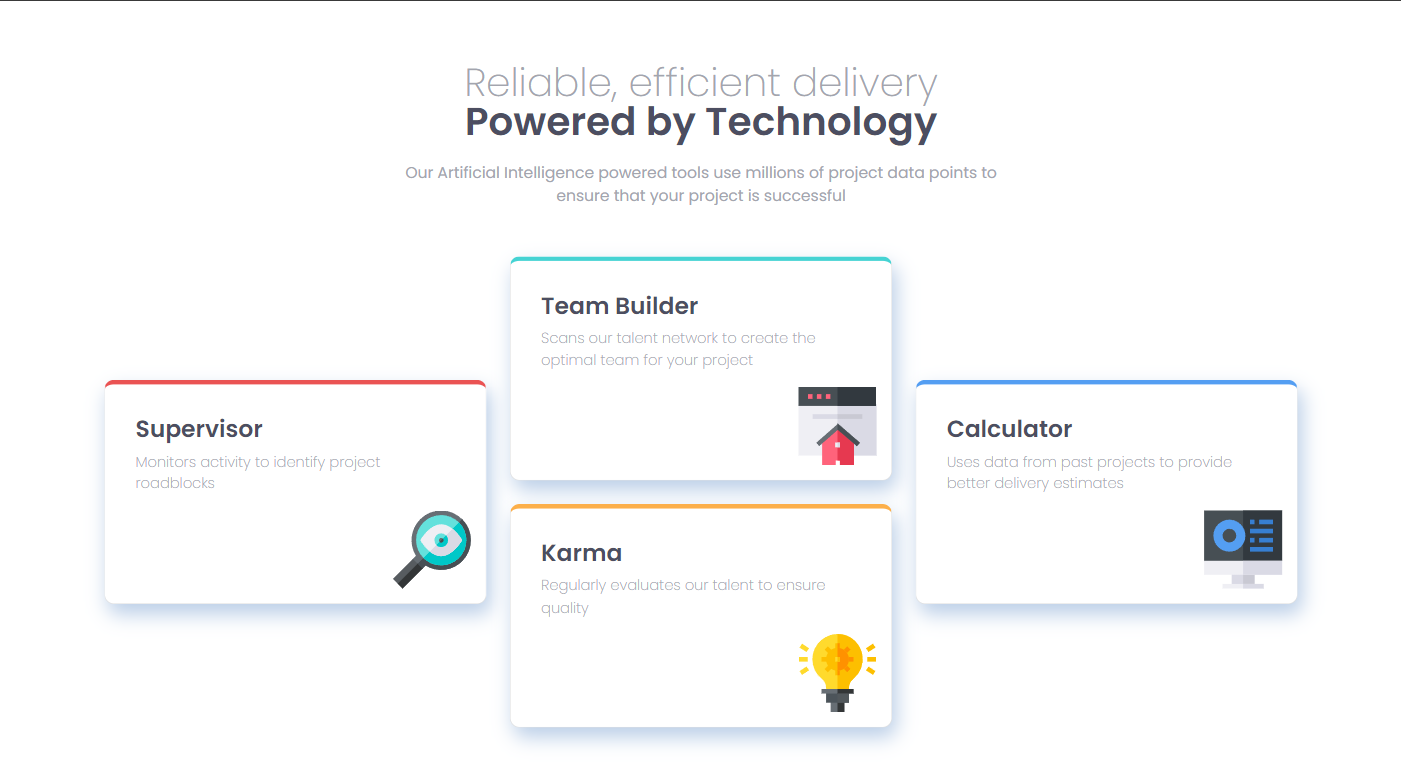 Reliable, efficient delivery
Powered by Technology
Our Artificial Intelligence powered tools use millions of project data points to
ensure that your project is successful
Supervisor
Monitors activity to identify project
roadblocks
Team Builder
Scans our talent network to create the
optimal team for your project
Karma
Regularly evaluates our talent to ensure
quality
Calculator
Uses data from past projects to provide
better delivery estimates